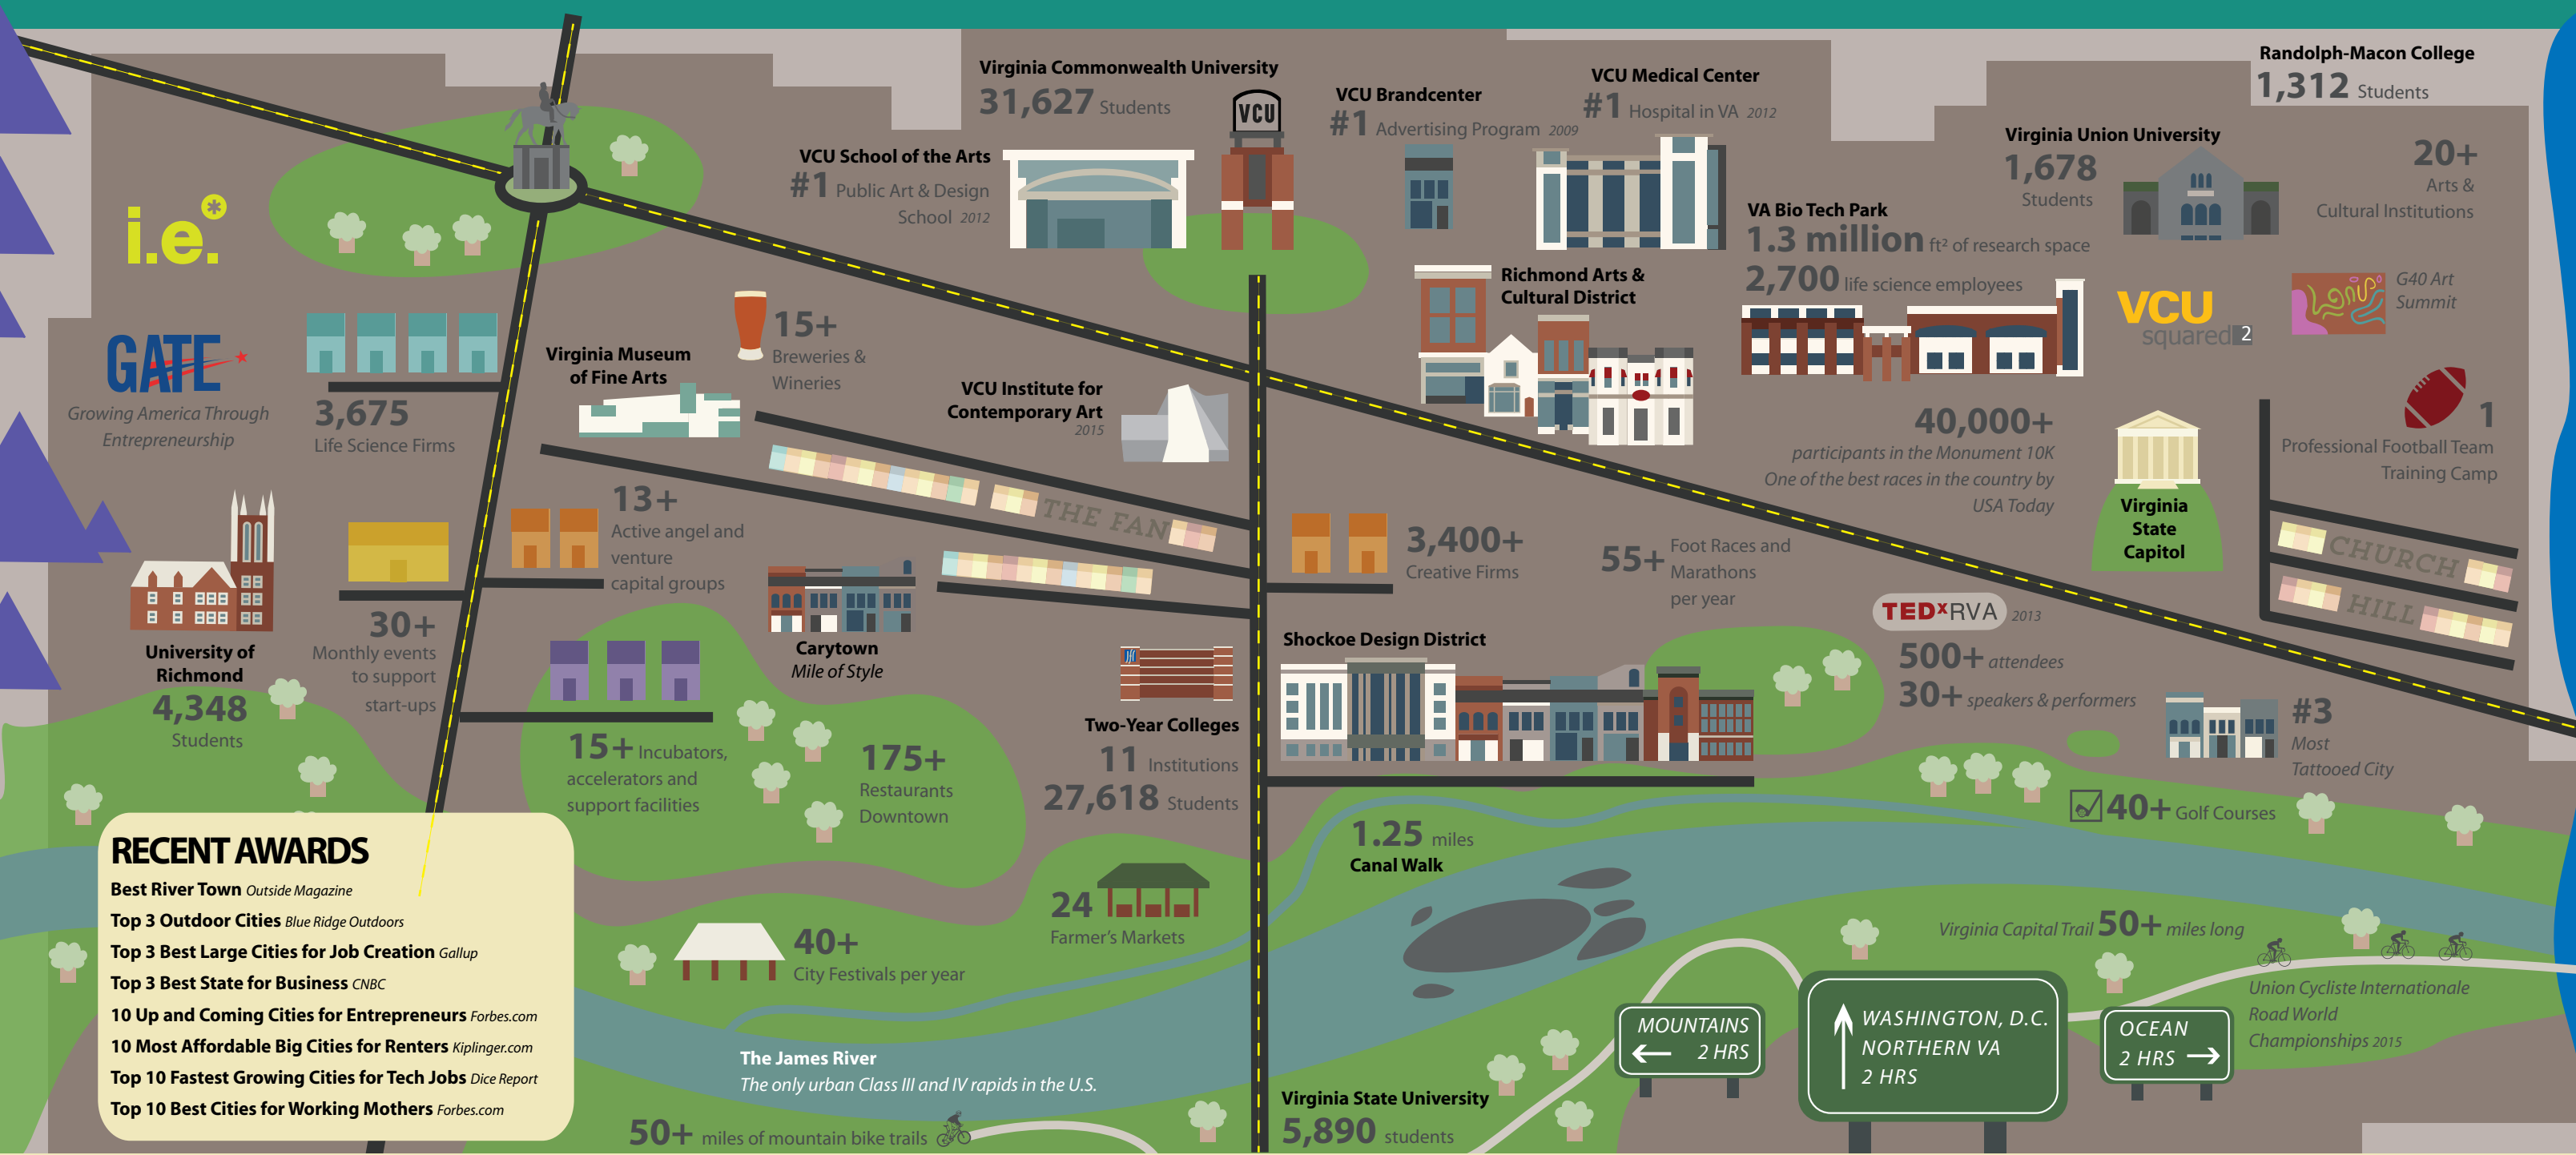 Virginia Commonwealth University
31,627 Students
VCU
VCU School of the Arts
#1 Public Art & Design
School 2012
VCU Brandcenter
#1 Advertising Program 2009
VCU Medical Center
#1 Hospital in VA 2012
Randolph-Macon College
1,312 Students
Virginia Union University
1,678
Students
20+
Arts &
Cultural Institutions
VA Bio Tech Park
1.3 million ft² of research space
2,700 life science employees
i.e.*
GATE
Growing America Through
Entrepreneurship
3,675
Life Science Firms
Virginia Museum
of Fine Arts
15+
Breweries &
Wineries
VCU Institute for
Contemporary Art
2015
Richmond Arts &
Cultural District
VCU
squared 2
G40 Art
Summit
40,000+
participants in the Monument 10K
One of the best races in the country by
USA Today
Virginia
State
Capitol
1
Professional Football Team
Training Camp
THE FAN
CHURCH
HILL
13+
Active angel and
venture
capital groups
3,400+
Creative Firms
55+ Foot Races and
Marathons
per year
University of
Richmond
4,348
Students
30+
Monthly events
to support
start-ups
Carytown
Mile of Style
TEDxRVA 2013
500+ attendees
30+ speakers & performers
Shockoe Design District
#3
Most
Tattooed City
15+ Incubators,
accelerators and
support facilities
175+
Restaurants
Downtown
Two-Year Colleges
11 Institutions
27,618 Students
40+ Golf Courses
1.25 miles
Canal Walk
24
Farmer's Markets
40+
City Festivals per year
RECENT AWARDS
Best River Town Outside Magazine
Top 3 Outdoor Cities Blue Ridge Outdoors
Top 3 Best Large Cities for Job Creation Gallup
Top 3 Best State for Business CNBC
10 Up and Coming Cities for Entrepreneurs Forbes.com
10 Most Affordable Big Cities for Renters Kiplinger.com
Top 10 Fastest Growing Cities for Tech Jobs Dice Report
Top 10 Best Cities for Working Mothers Forbes.com
The James River
The only urban Class III and IV rapids in the U.S.
50+ miles of mountain bike trails
Virginia State University
5,890 students
Virginia Capital Trail 50+ miles long
Union Cycliste Internationale
Road World
Championships 2015
MOUNTAINS
← 2 HRS
WASHINGTON, D.C.
NORTHERN VA
2 HRS
OCEAN
2 HRS →